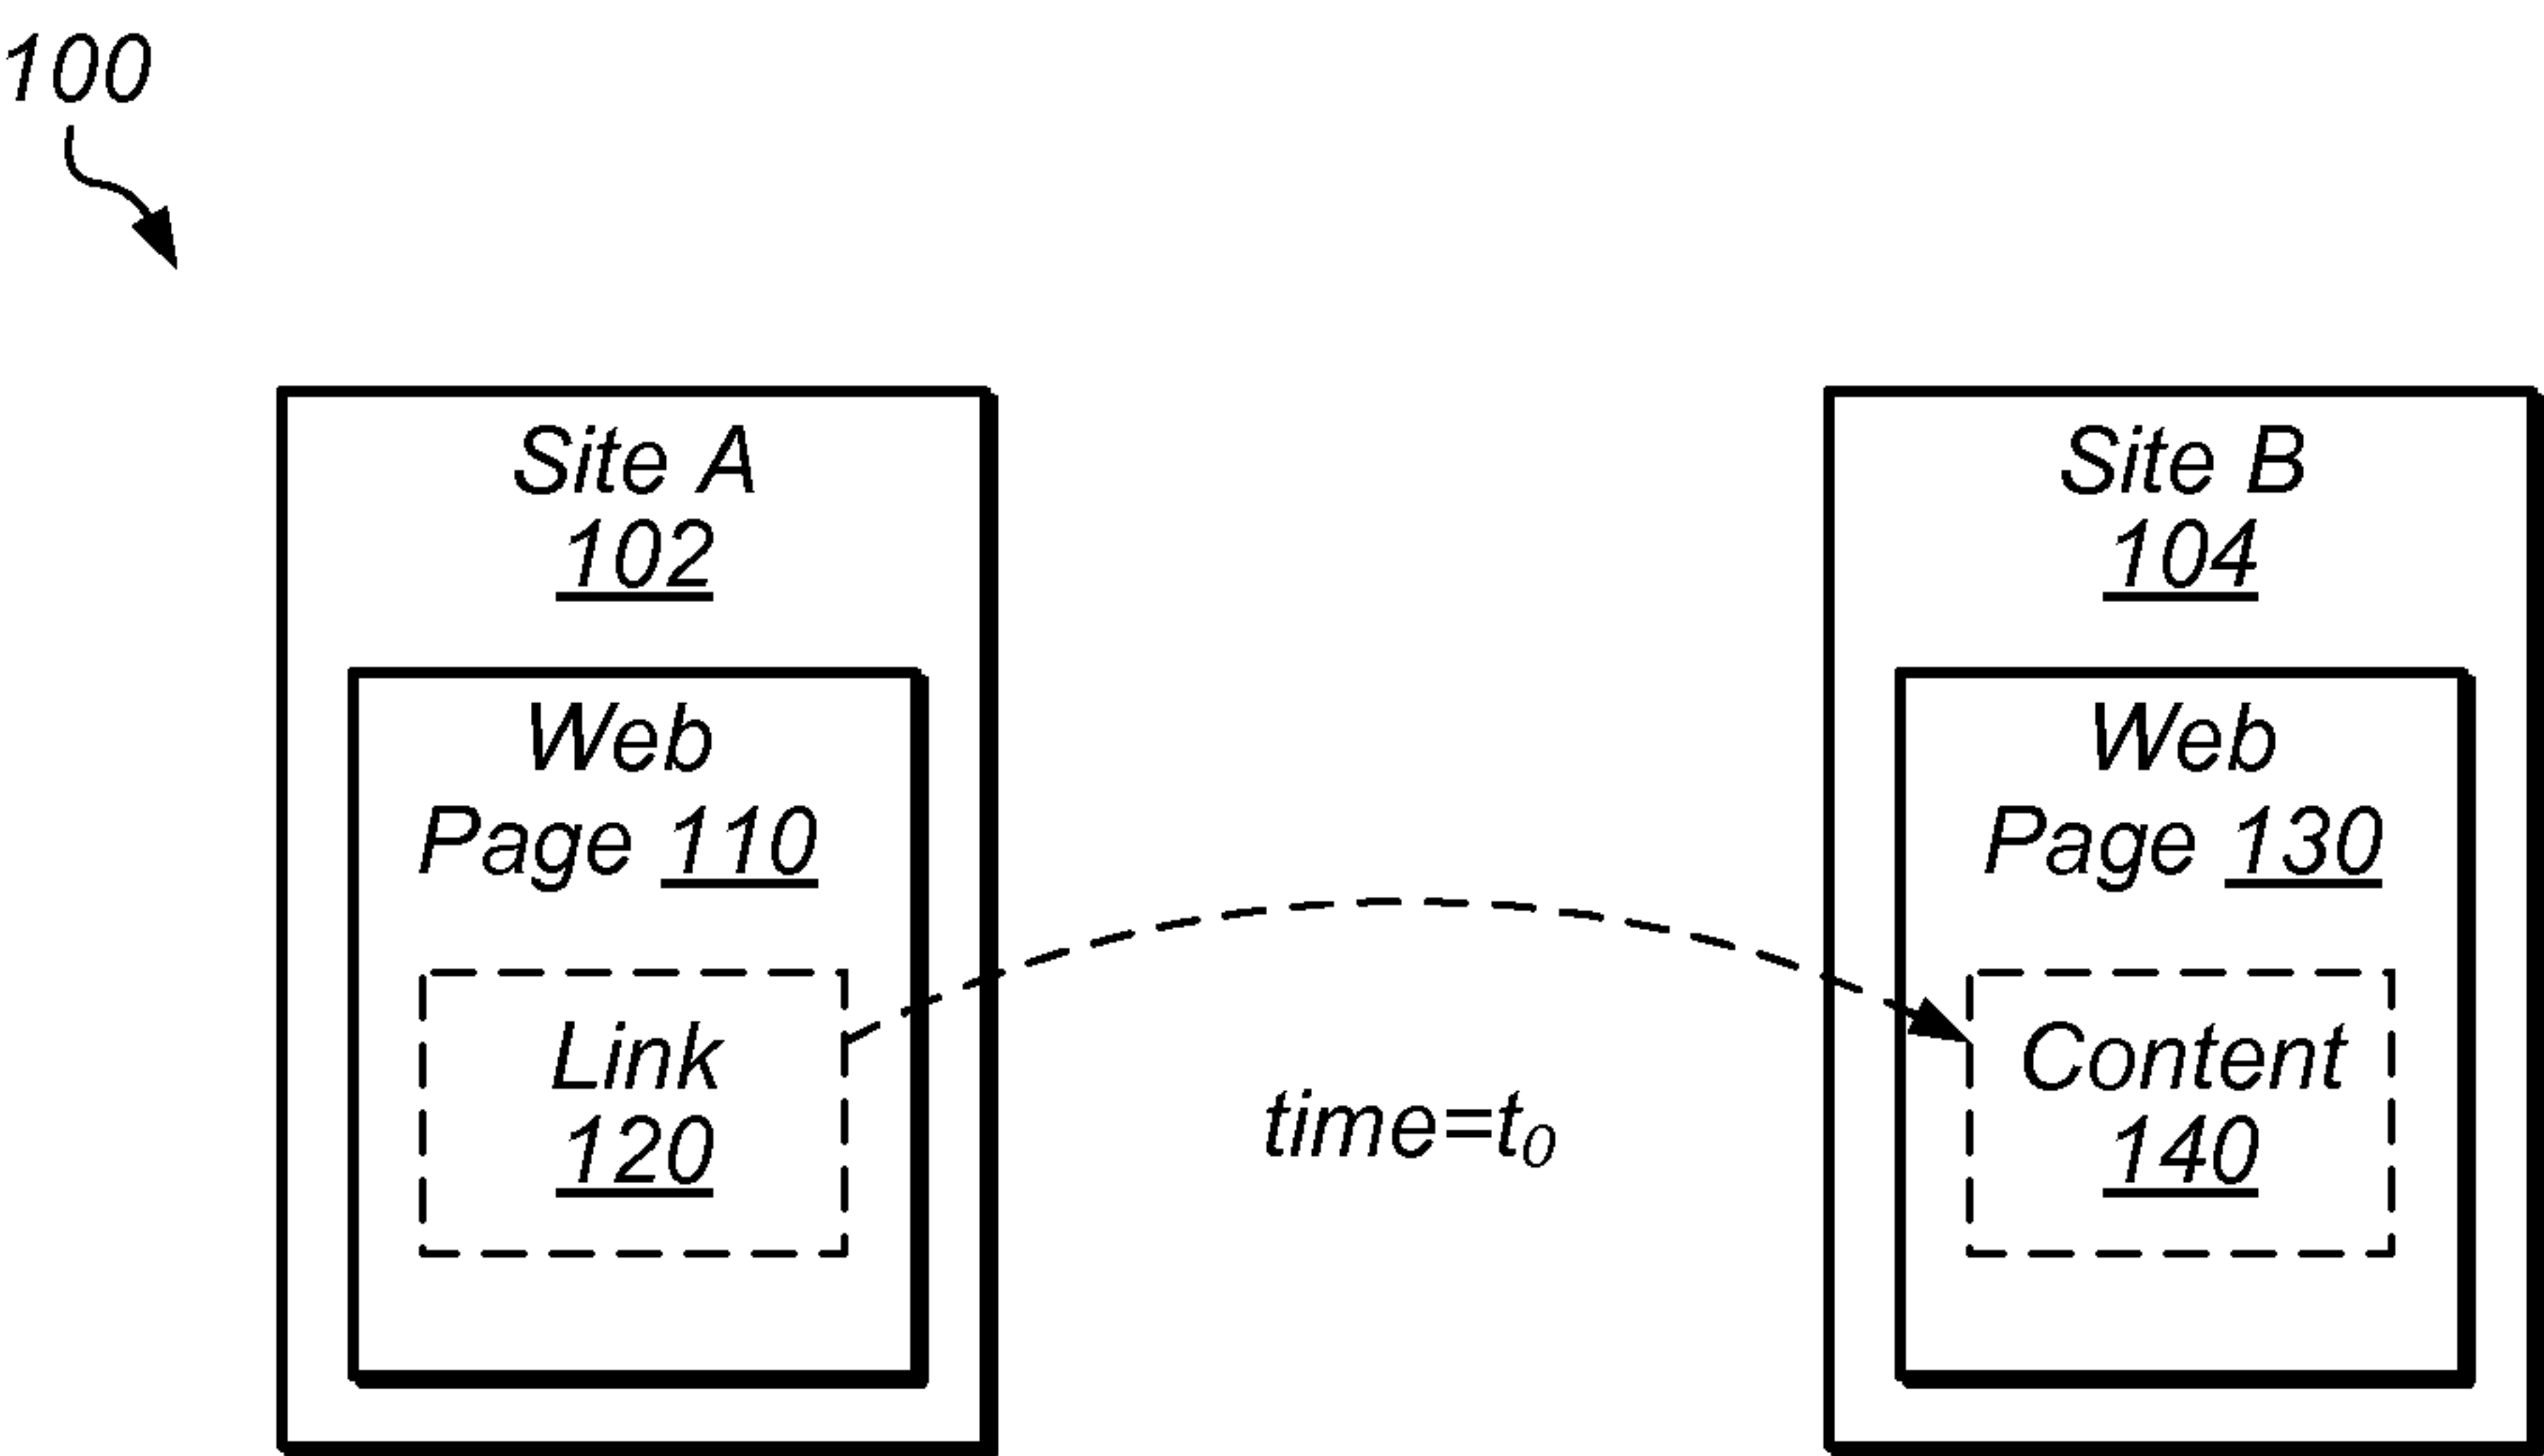 100
Site A
102
Web
Page 110
Link
120
time=t₀
Site B
104
Web
Page 130
Content
140